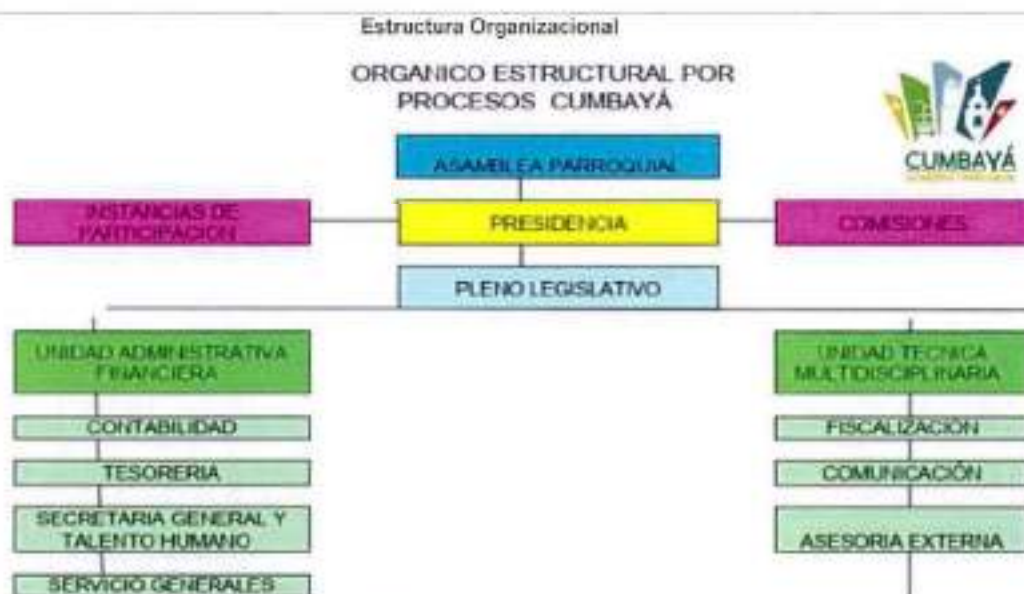 Estructura Organizacional
ORGANICO ESTRUCTURAL POR
PROCESOS CUMBAYÁ
CUMBAYÁ
ASAMBLEA PARROQUIAL
INSTANCIAS DE
PARTICIPACION
PRESIDENCIA
COMISIONES
PLENO LEGISLATIVO
UNIDAD ADMINISTRATIVA
FINANCIERA
UNIDAD TECNICA
MULTIDISCIPLINARIA
CONTABILIDAD
FISCALIZACIÓN
TESORERIA
COMUNICACIÓN
SECRETARIA GENERAL Y
TALENTO HUMANO
ASESORIA EXTERNA
SERVICIO GENERALES